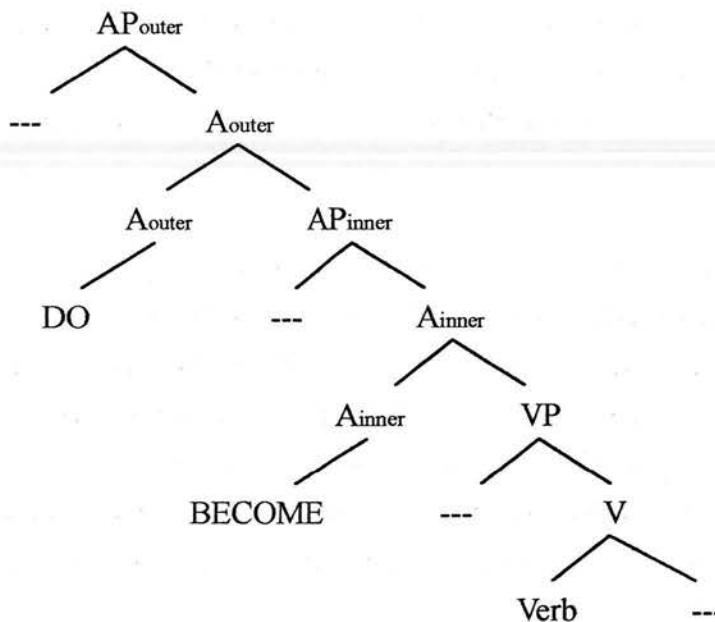 APouter
---
Aouter
Aouter APinner
DO --- Ainner
Ainner VP
BECOME --- V
Verb ---